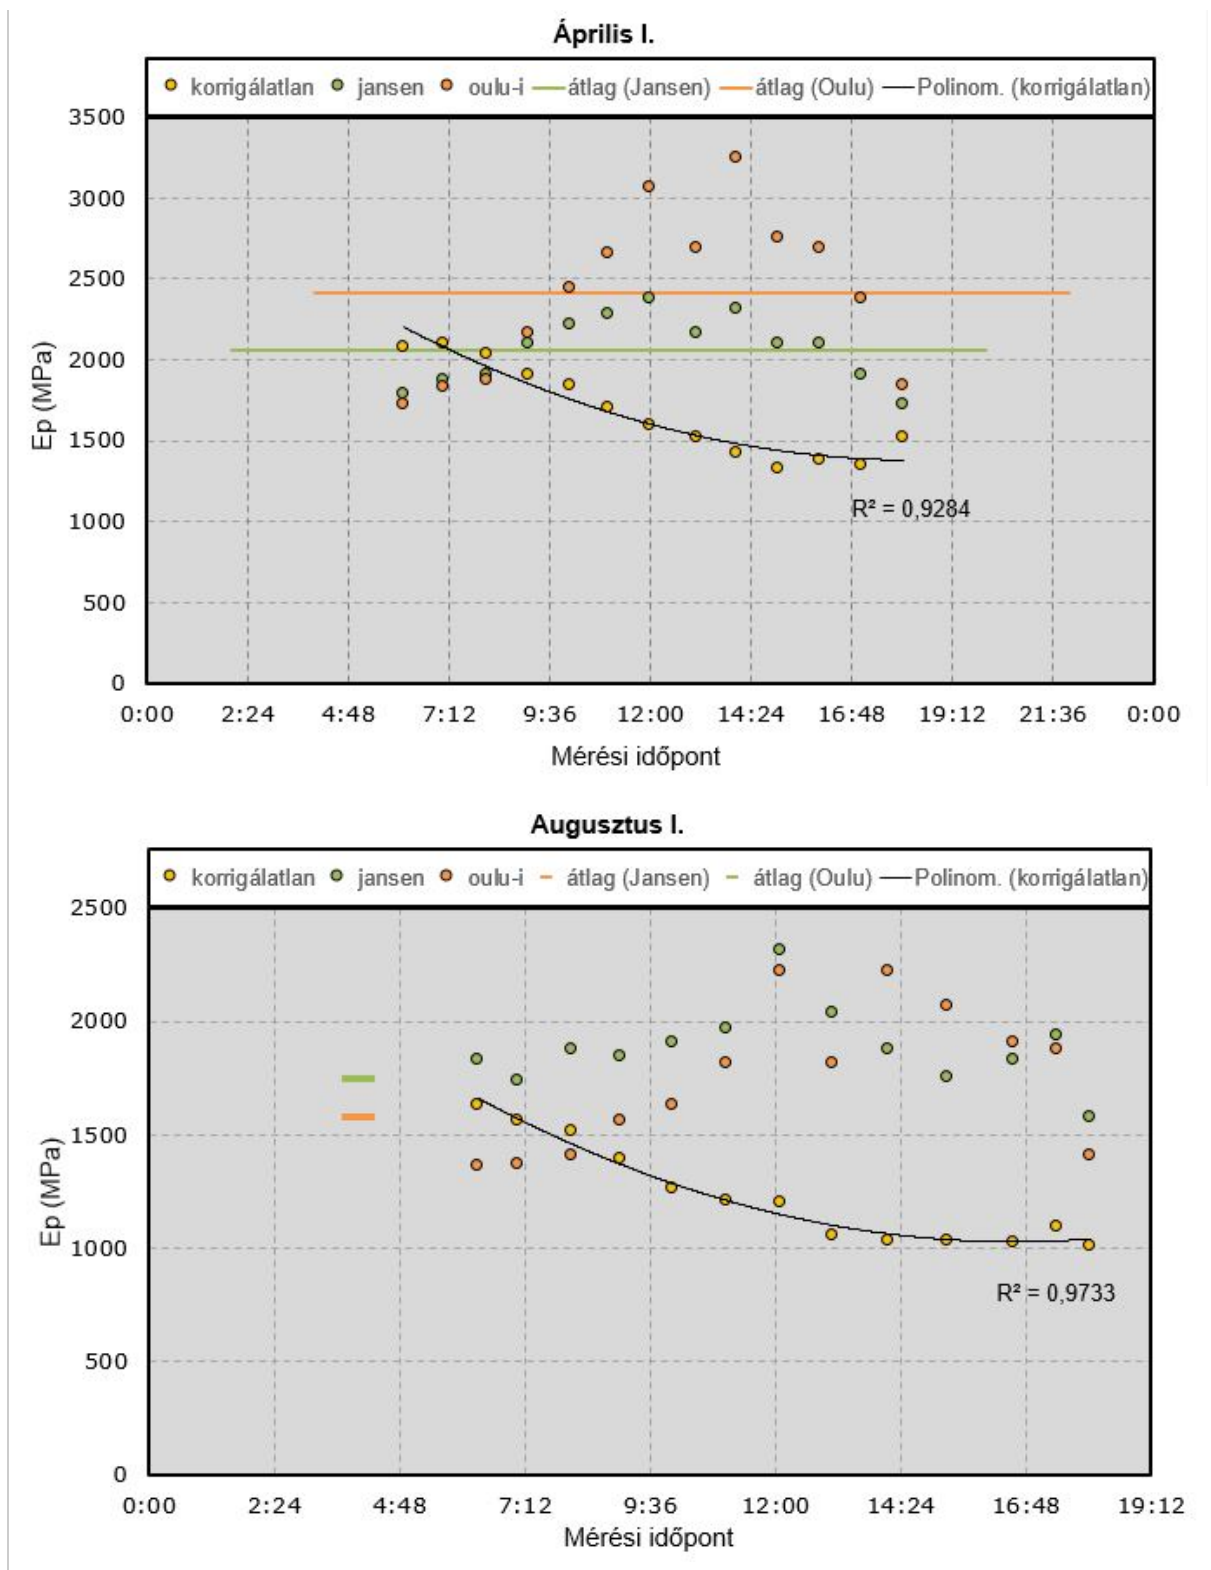 Április I.
korrigálatlan jansen oulu-i átlag (Jansen) átlag (Oulu) Polinom. (korrigálatlan)
3500
3000
2500
2000
1500
1000
500
0
Ep (MPa)
R² = 0,9284
0:00 2:24 4:48 7:12 9:36 12:00 14:24 16:48 19:12 21:36 0:00
Mérési időpont
Augusztus I.
korrigálatlan jansen oulu-i átlag (Jansen) átlag (Oulu) Polinom. (korrigálatlan)
2500
2000
1500
1000
500
0
Ep (MPa)
R² = 0,9733
0:00 2:24 4:48 7:12 9:36 12:00 14:24 16:48 19:12
Mérési időpont